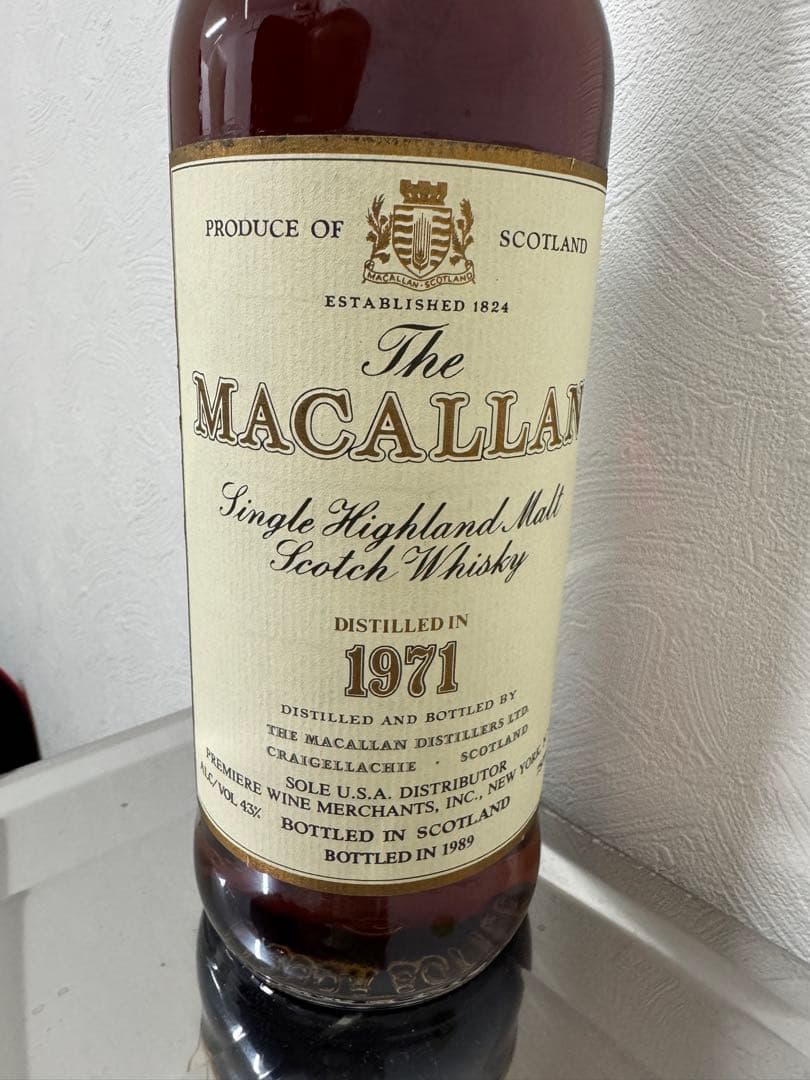 PRODUCE OF SCOTLAND
MACALLAN · SCOTLAND
ESTABLISHED 1824
The
MACALLAN
Single Highland Malt
Scotch Whisky
DISTILLED IN
1971
DISTILLED AND BOTTLED BY
THE MACALLAN DISTILLERS LTD.
CRAIGELLACHIE · SCOTLAND
SOLE U.S.A. DISTRIBUTOR
PREMIERE WINE MERCHANTS, INC., NEW YORK,
ALC/VOL 43%
BOTTLED IN SCOTLAND
BOTTLED IN 1989